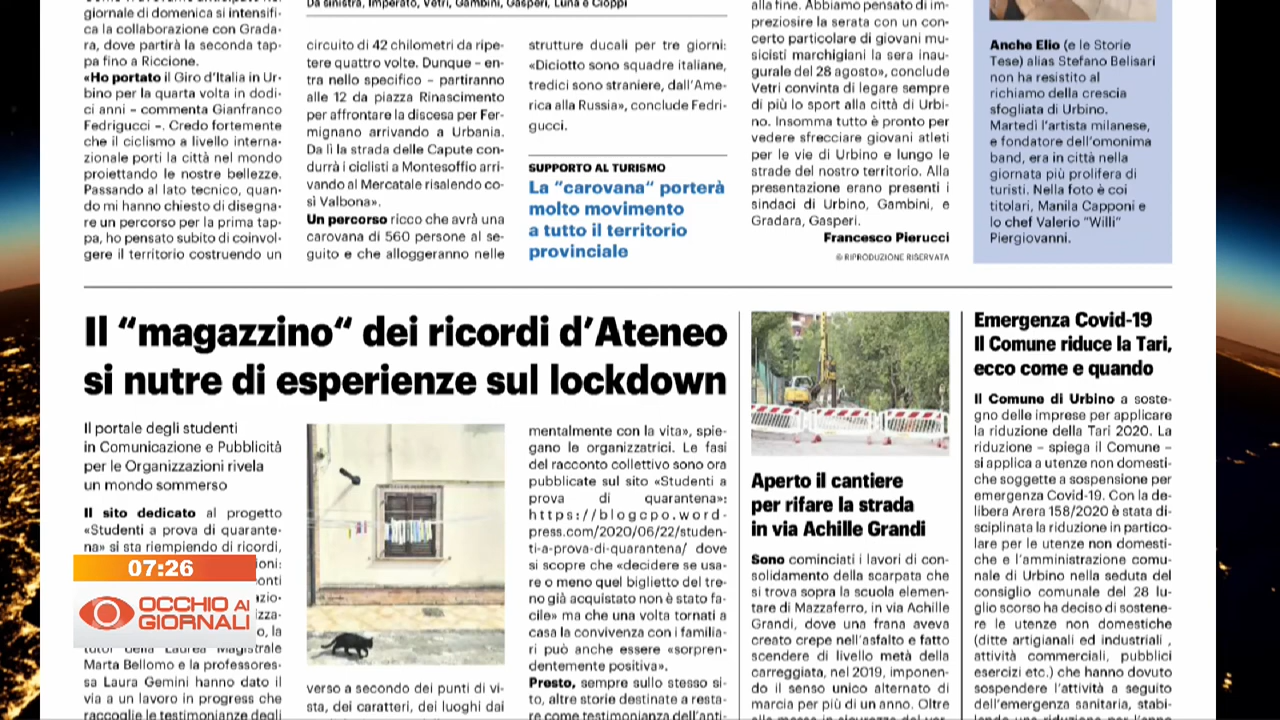 giornale di domenica si intensifi-
ca la collaborazione con Grada-
ra, dove partirà la seconda tap-
pa fino a Riccione.
«Ho portato il Giro d'Italia in Ur-
bino per la quarta volta in dodi-
ci anni – commenta Gianfranco
Fedrigucci –. Credo fortemente
che il ciclismo a livello interna-
zionale porti la città nel mondo
proiettando le nostre bellezze.
Passando al lato tecnico, quan-
do mi hanno chiesto di disegna-
re un percorso per la prima tap-
pa, ho pensato subito di coinvol-
gere il territorio costruendo un
Da sinistra, Imperato, Vetri, Gambini, Gasperi, Luna e Cioppi
circuito di 42 chilometri da ripe-
tere quattro volte. Dunque – en-
tra nello specifico – partiranno
alle 12 da piazza Rinascimento
per affrontare la discesa per Fer-
mignano arrivando a Urbania.
Da lì la strada delle Capute con-
durrà i ciclisti a Montesoffio arri-
vando al Mercatale risalendo co-
sì Valbona».
Un percorso ricco che avrà una
carovana di 560 persone al se-
guito e che alloggeranno nelle
strutture ducali per tre giorni:
«Diciotto sono squadre italiane,
tredici sono straniere, dall'Ame-
rica alla Russia», conclude Fedri-
gucci.
SUPPORTO AL TURISMO
La "carovana" porterà
molto movimento
a tutto il territorio
provinciale
alla fine. Abbiamo pensato di im-
preziosire la serata con un con-
certo particolare di giovani mu-
sicisti marchigiani la sera inau-
gurale del 28 agosto», conclude
Vetri convinta di legare sempre
di più lo sport alla città di Urbi-
no. Insomma tutto è pronto per
vedere sfrecciare giovani atleti
per le vie di Urbino e lungo le
strade del nostro territorio. Alla
presentazione erano presenti i
sindaci di Urbino, Gambini, e
Gradara, Gasperi.
Francesco Pierucci
© RIPRODUZIONE RISERVATA
Anche Elio (e le Storie
Tese) alias Stefano Belisari
non ha resistito al
richiamo della crescia
sfogliata di Urbino.
Martedì l'artista milanese,
e fondatore dell'omonima
band, era in città nella
giornata più prolifera di
turisti. Nella foto è coi
titolari, Manila Capponi e
lo chef Valerio "Willi"
Piergiovanni.
Il "magazzino" dei ricordi d'Ateneo
si nutre di esperienze sul lockdown
Il portale degli studenti
in Comunicazione e Pubblicità
per le Organizzazioni rivela
un mondo sommerso
Il sito dedicato al progetto
«Studenti a prova di quarante-
na» si sta riempiendo di ricordi,
Marta Bellomo e la professores-
sa Laura Gemini hanno dato il
via a un lavoro in progress che
raccoglie le testimonianze degli
verso a secondo dei punti di vi-
sta, dei caratteri, dei luoghi dai
mentalmente con la vita», spie-
gano le organizzatrici. Le fasi
del racconto collettivo sono ora
pubblicate sul sito «Studenti a
prova di quarantena»:
https://blogcpo.word-
press.com/2020/06/22/studen-
ti-a-prova-di-quarantena/ dove
si scopre che «decidere se usa-
re o meno quel biglietto del tre-
no già acquistato non è stato fa-
cile» ma che una volta tornati a
casa la convivenza con i familia-
ri può anche essere «sorpren-
dentemente positiva».
Presto, sempre sullo stesso si-
to, altre storie destinate a resta-
re come testimonianza dell'anti-
Aperto il cantiere
per rifare la strada
in via Achille Grandi
Sono cominciati i lavori di con-
solidamento della scarpata che
si trova sopra la scuola elemen-
tare di Mazzaferro, in via Achille
Grandi, dove una frana aveva
creato crepe nell'asfalto e fatto
scendere di livello metà della
carreggiata, nel 2019, imponen-
do il senso unico alternato di
marcia per più di un anno. Oltre
Emergenza Covid-19
Il Comune riduce la Tari,
ecco come e quando
Il Comune di Urbino a soste-
gno delle imprese per applicare
la riduzione della Tari 2020. La
riduzione – spiega il Comune –
si applica a utenze non domesti-
che soggette a sospensione per
emergenza Covid-19. Con la de-
libera Arera 158/2020 è stata di-
sciplinata la riduzione in partico-
lare per le utenze non domesti-
che e l'amministrazione comu-
nale di Urbino nella seduta del
consiglio comunale del 28 lu-
glio scorso ha deciso di sostene-
re le utenze non domestiche
(ditte artigianali ed industriali ,
attività commerciali, pubblici
esercizi etc.) che hanno dovuto
sospendere l'attività a seguito
dell'emergenza sanitaria, stabi-
07:26
OCCHIO AI
GIORNALI